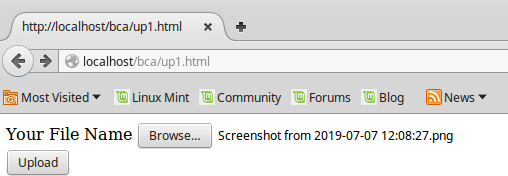 http://localhost/bca/up1.html
localhost/bca/up1.html
Most Visited Linux Mint Community Forums Blog News
Your File Name Browse... Screenshot from 2019-07-07 12:08:27.png
Upload